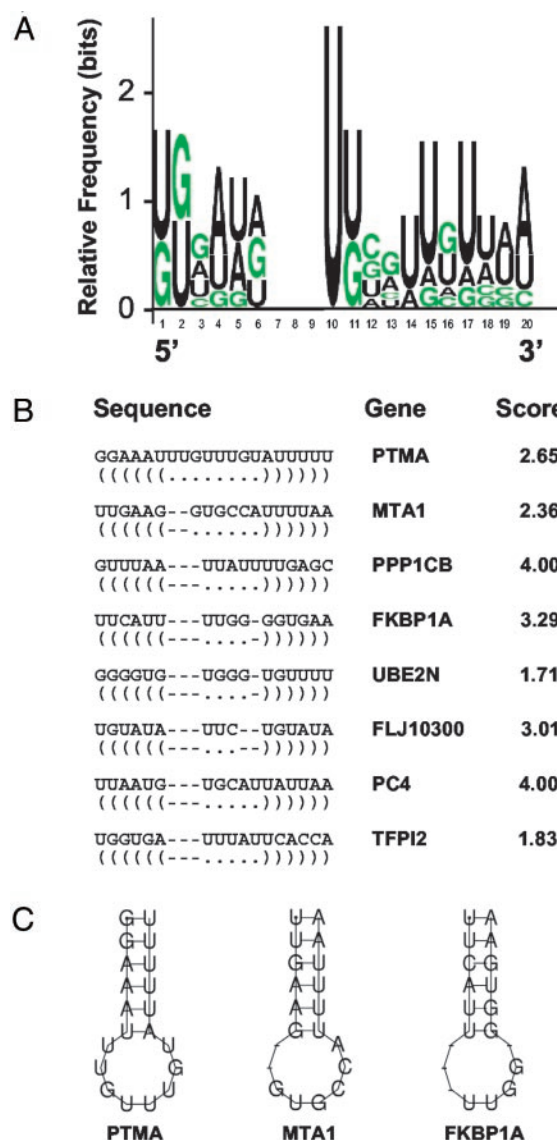 A
Relative Frequency (bits)
2
1
0
1 2 3 4 5 6 7 8 9 10 11 12 13 14 15 16 17 18 19 20
5' 3'
B
Sequence Gene Score
GGAAAUUUGUUUGUAUUUUU PTMA 2.65
((((((........))))))
UUGAAG--GUGCCAUUUUAA MTA1 2.36
((((((--......))))))
GUUUAA---UUAUUUUGAGC PPP1CB 4.00
((((((---.....))))))
UUCAUU---UUGG-GGUGAA FKBP1A 3.29
((((((---....-))))))
GGGGUG---UGGG-UGUUUU UBE2N 1.71
((((((---....-))))))
UGUAUA---UUC--UGUAUA FLJ10300 3.01
((((((---...--))))))
UUAAUG---UGCAUUAUUAA PC4 4.00
((((((---.....))))))
UGGUGA---UUUAUUCACCA TFPI2 1.83
((((((---.....))))))
C
PTMA MTA1 FKBP1A